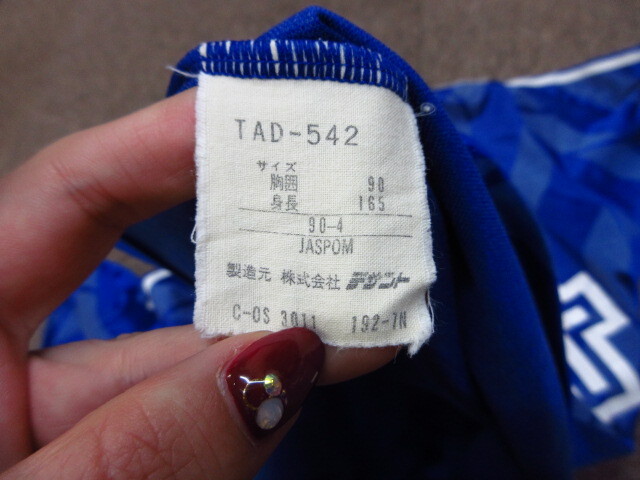 TAD-542
サイズ
胸囲 90
身長 165
90-4
JASPOM
製造元 株式会社 デサント
C-OS 3011 192-7N